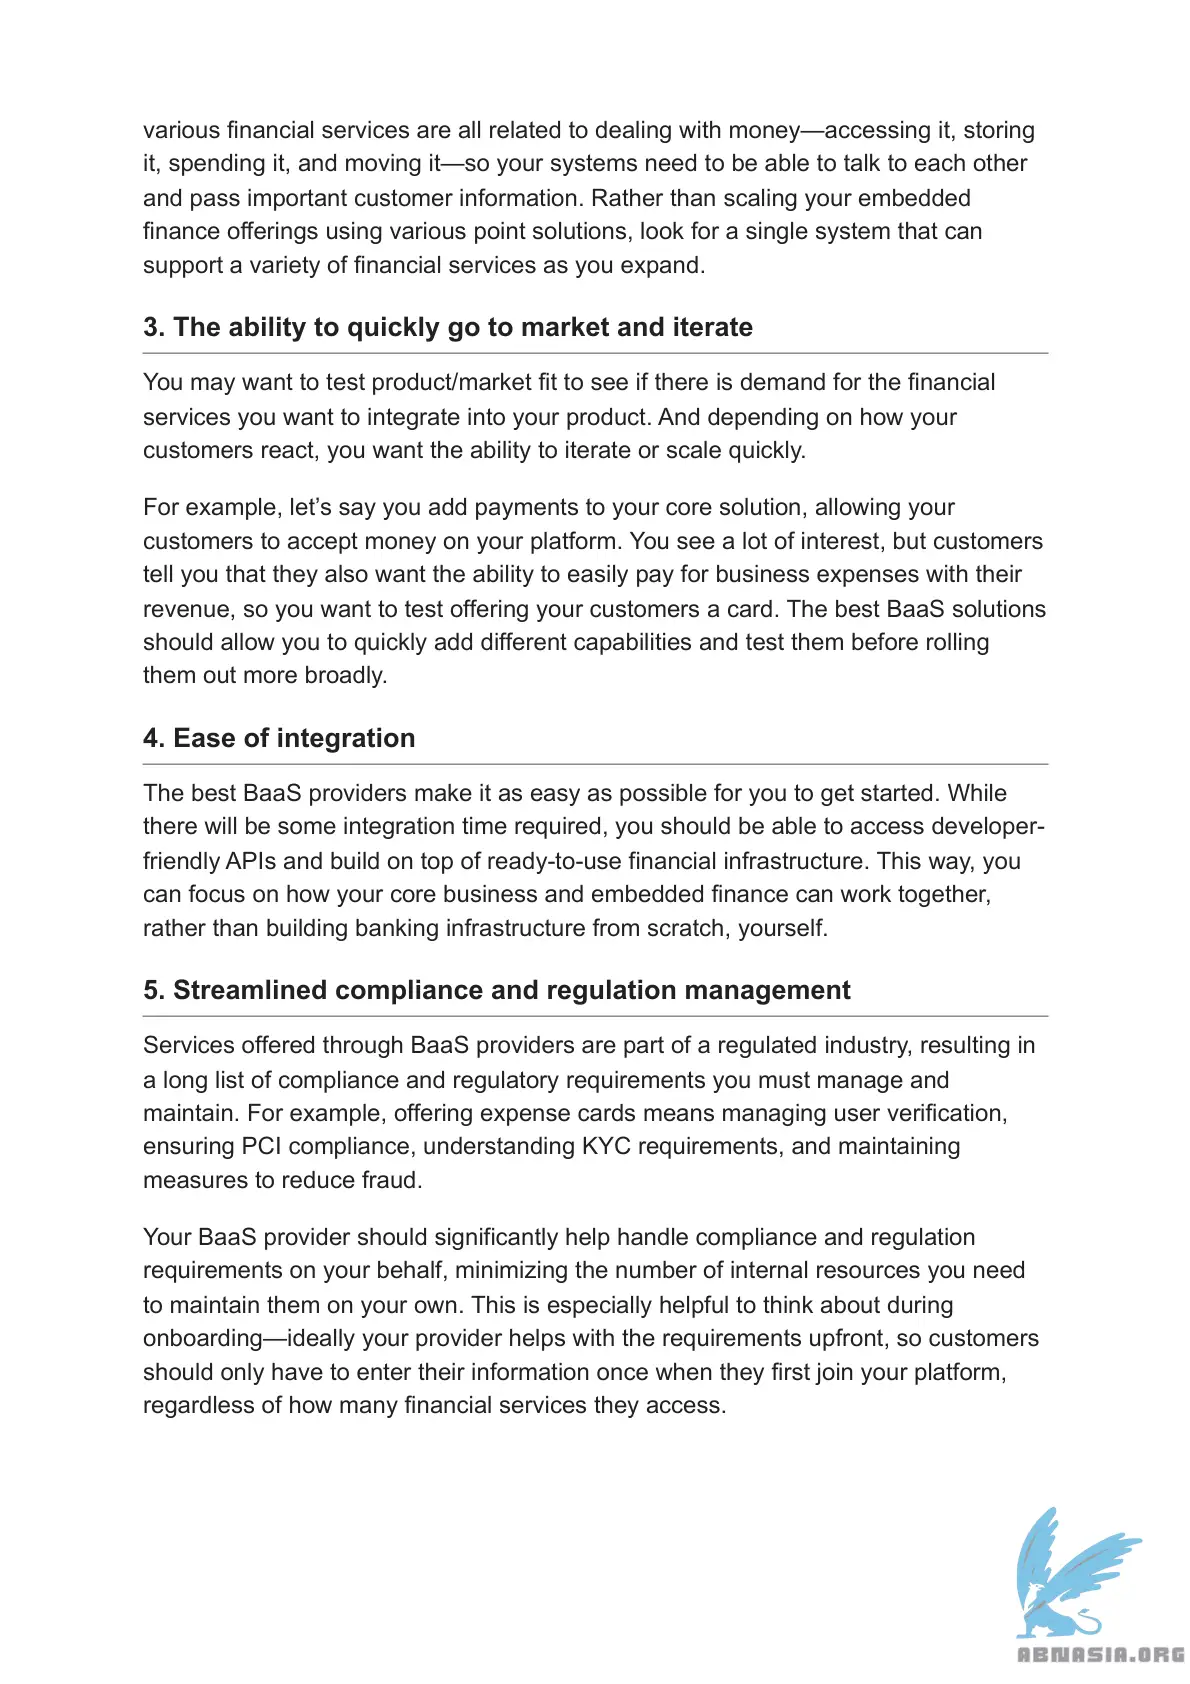 various financial services are all related to dealing with money—accessing it, storing
it, spending it, and moving it—so your systems need to be able to talk to each other
and pass important customer information. Rather than scaling your embedded
finance offerings using various point solutions, look for a single system that can
support a variety of financial services as you expand.
3. The ability to quickly go to market and iterate
You may want to test product/market fit to see if there is demand for the financial
services you want to integrate into your product. And depending on how your
customers react, you want the ability to iterate or scale quickly.
For example, let’s say you add payments to your core solution, allowing your
customers to accept money on your platform. You see a lot of interest, but customers
tell you that they also want the ability to easily pay for business expenses with their
revenue, so you want to test offering your customers a card. The best BaaS solutions
should allow you to quickly add different capabilities and test them before rolling
them out more broadly.
4. Ease of integration
The best BaaS providers make it as easy as possible for you to get started. While
there will be some integration time required, you should be able to access developer-
friendly APIs and build on top of ready-to-use financial infrastructure. This way, you
can focus on how your core business and embedded finance can work together,
rather than building banking infrastructure from scratch, yourself.
5. Streamlined compliance and regulation management
Services offered through BaaS providers are part of a regulated industry, resulting in
a long list of compliance and regulatory requirements you must manage and
maintain. For example, offering expense cards means managing user verification,
ensuring PCI compliance, understanding KYC requirements, and maintaining
measures to reduce fraud.
Your BaaS provider should significantly help handle compliance and regulation
requirements on your behalf, minimizing the number of internal resources you need
to maintain them on your own. This is especially helpful to think about during
onboarding—ideally your provider helps with the requirements upfront, so customers
should only have to enter their information once when they first join your platform,
regardless of how many financial services they access.
ABNASIA.ORG